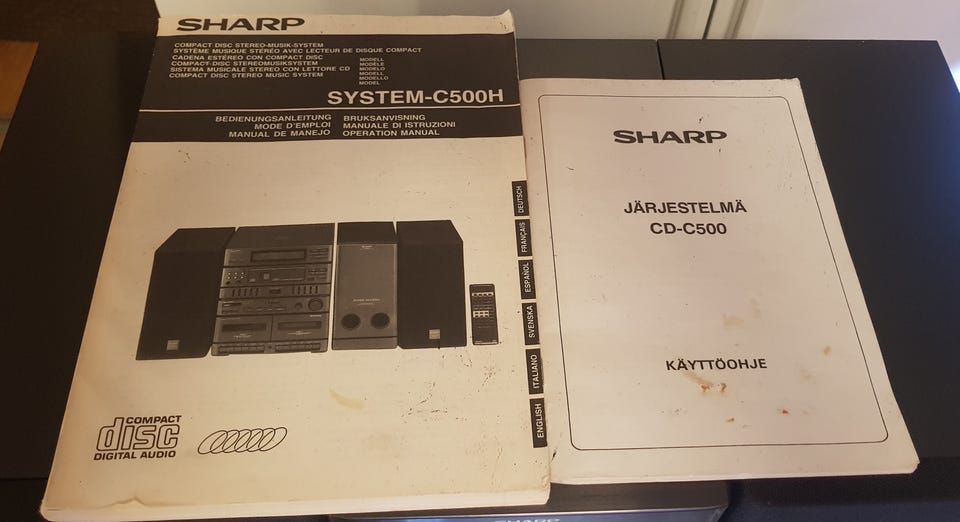 SHARP
COMPACT DISC STEREO-MUSIK-SYSTEM
SYSTÈME MUSIQUE STÉRÉO AVEC LECTEUR DE DISQUE COMPACT
CADENA ESTÉREO CON COMPACT DISC
COMPACT-DISC STEREOMUSIKSYSTEM
SISTEMA MUSICALE STEREO CON LETTORE CD
COMPACT DISC STEREO MUSIC SYSTEM
MODELL
MODÈLE
MODELO
MODELL
MODELLO
MODEL
SYSTEM-C500H
BEDIENUNGSANLEITUNG BRUKSANVISNING
MODE D'EMPLOI MANUALE DI ISTRUZIONI
MANUAL DE MANEJO OPERATION MANUAL
DEUTSCH
FRANÇAIS
ESPAÑOL
SVENSKA
ITALIANO
ENGLISH
COMPACT
disc
DIGITAL AUDIO
SHARP
JÄRJESTELMÄ
CD-C500
KÄYTTÖOHJE
SHARP